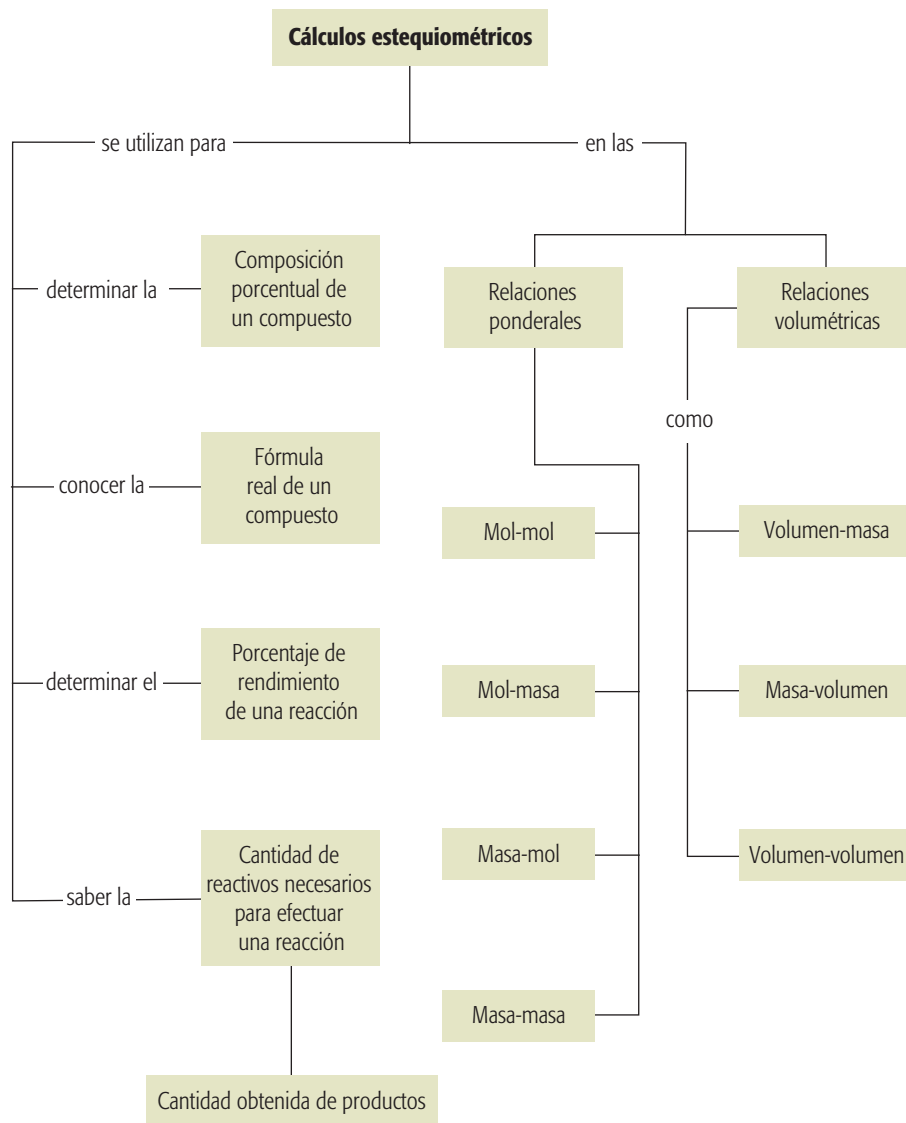 Cálculos estequiométricos
se utilizan para
en las
determinar la
Composición
porcentual de
un compuesto
conocer la
Fórmula
real de un
compuesto
determinar el
Porcentaje de
rendimiento
de una reacción
saber la
Cantidad de
reactivos necesarios
para efectuar
una reacción
Cantidad obtenida de productos
Relaciones
ponderales
Mol-mol
Mol-masa
Masa-mol
Masa-masa
Relaciones
volumétricas
como
Volumen-masa
Masa-volumen
Volumen-volumen